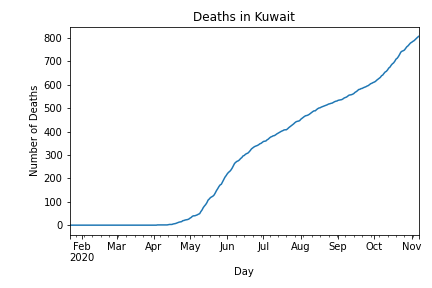 Deaths in Kuwait
Number of Deaths
800
700
600
500
400
300
200
100
0
Feb Mar Apr May Jun Jul Aug Sep Oct Nov
2020
Day